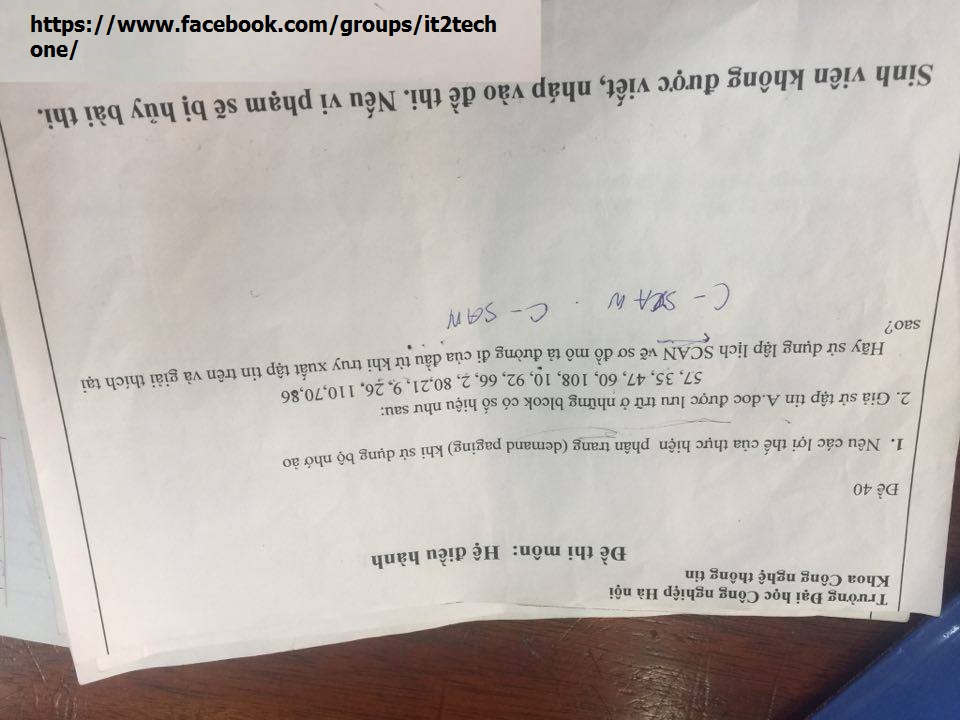 Trường Đại học Công nghiệp Hà nội
Khoa Công nghệ thông tin
Đề thi môn: Hệ điều hành
Đề 40
1. Nêu các lợi thế của thực hiện phân trang (demand paging) khi sử dụng bộ nhớ ảo
2. Giả sử tập tin A.doc được lưu trữ ở những blcok có số hiệu như sau:
57, 35, 47, 60, 108, 10, 92, 66, 2, 80,21, 9, 26, 110,70,86
Hãy sử dụng lập lịch SCAN vẽ sơ đồ mô tả đường đi của đầu từ khi truy xuất tập tin trên và giải thích tại
sao?
C - SCAN . C - SCAN
Sinh viên không được viết, nháp vào đề thi. Nếu vi phạm sẽ bị hủy bài thi.
https://www.facebook.com/groups/it2tech
one/